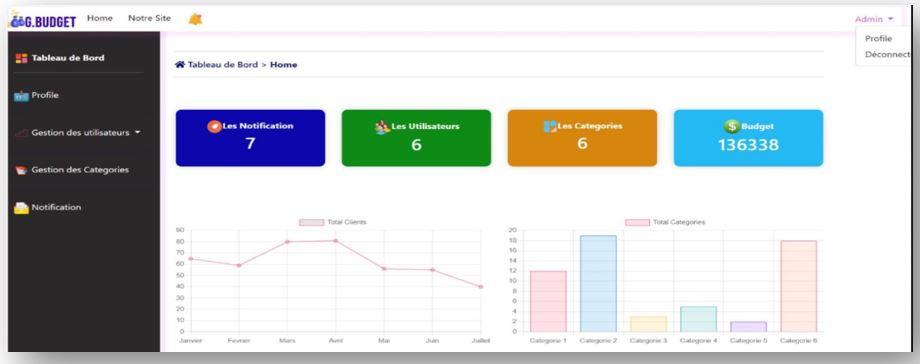 G.BUDGET Home Notre Site Admin
Profile
Déconnect
Tableau de Bord
Profile
Gestion des utilisateurs
Gestion des Categories
Notification
Tableau de Bord > Home
Les Notification
7
Les Utilisateurs
6
Les Categories
6
Budget
136338
Total Clients
90
80
70
60
50
40
30
20
10
0
Janvier Fevrier Mars Avril Mai Juin Juillet
Total Categories
20
18
16
14
12
10
8
6
4
2
0
Categorie 1 Categorie 2 Categorie 3 Categorie 4 Categorie 5 Categorie 6